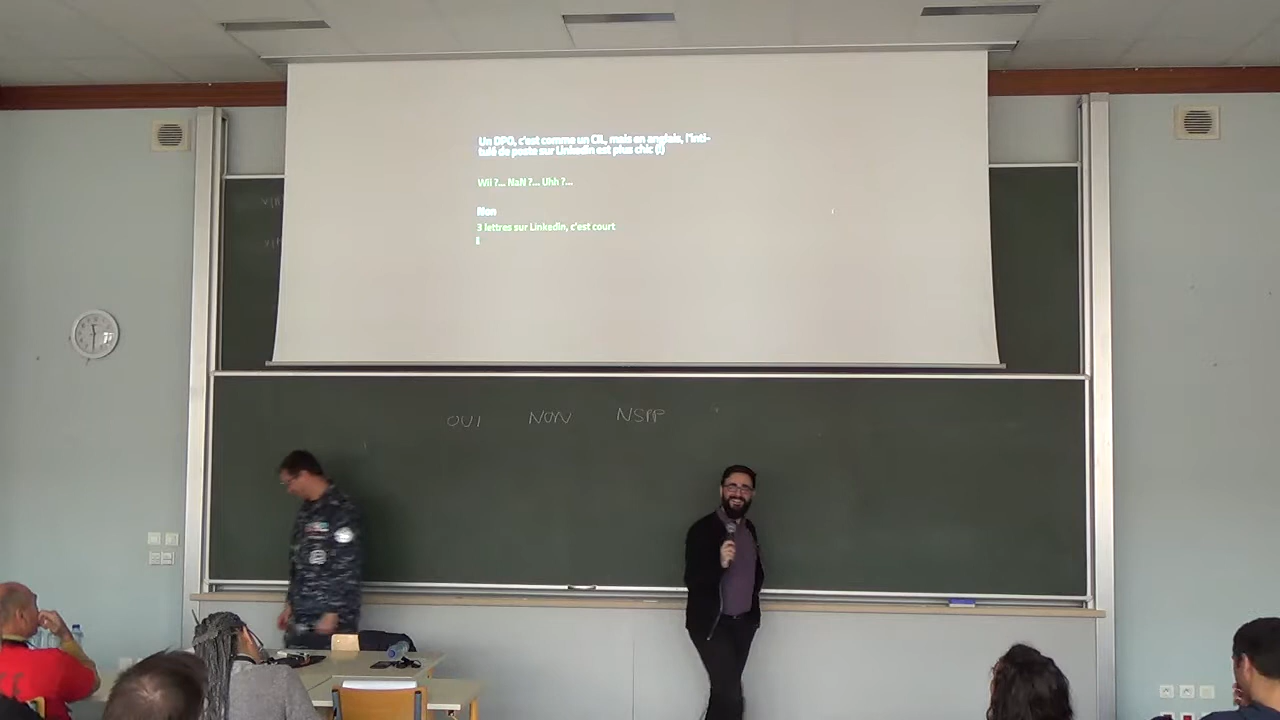 Un DPO, c'est comme un CIL, mais en anglais, l'inti-
tulé de poste sur LinkedIn est plus chic (!)
Wii ?... NaN ?... Uhh ?...
Non
3 lettres sur LinkedIn, c'est court
OUI NON NSPP